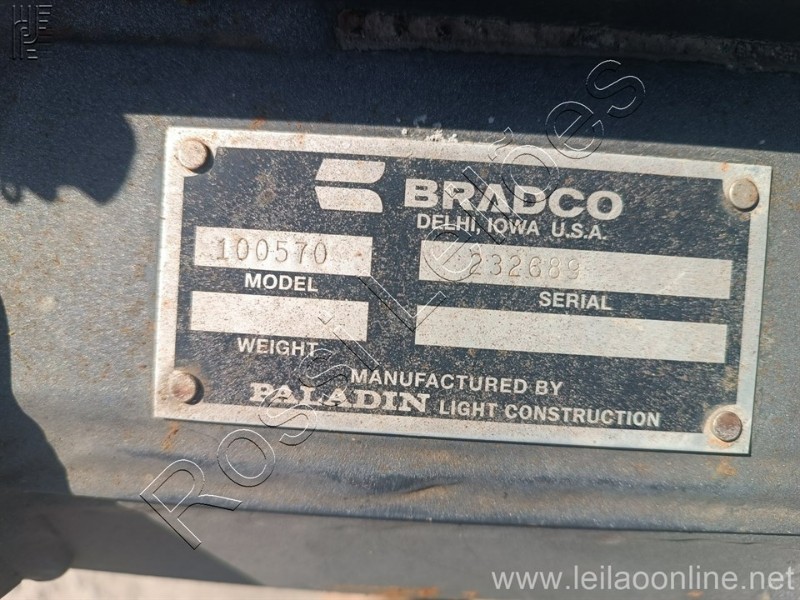 BRADCO
DELHI, IOWA U.S.A.
100570
232689
MODEL
SERIAL
WEIGHT
MANUFACTURED BY
PALADIN LIGHT CONSTRUCTION
Rossi Leilões
www.leilaoonline.net